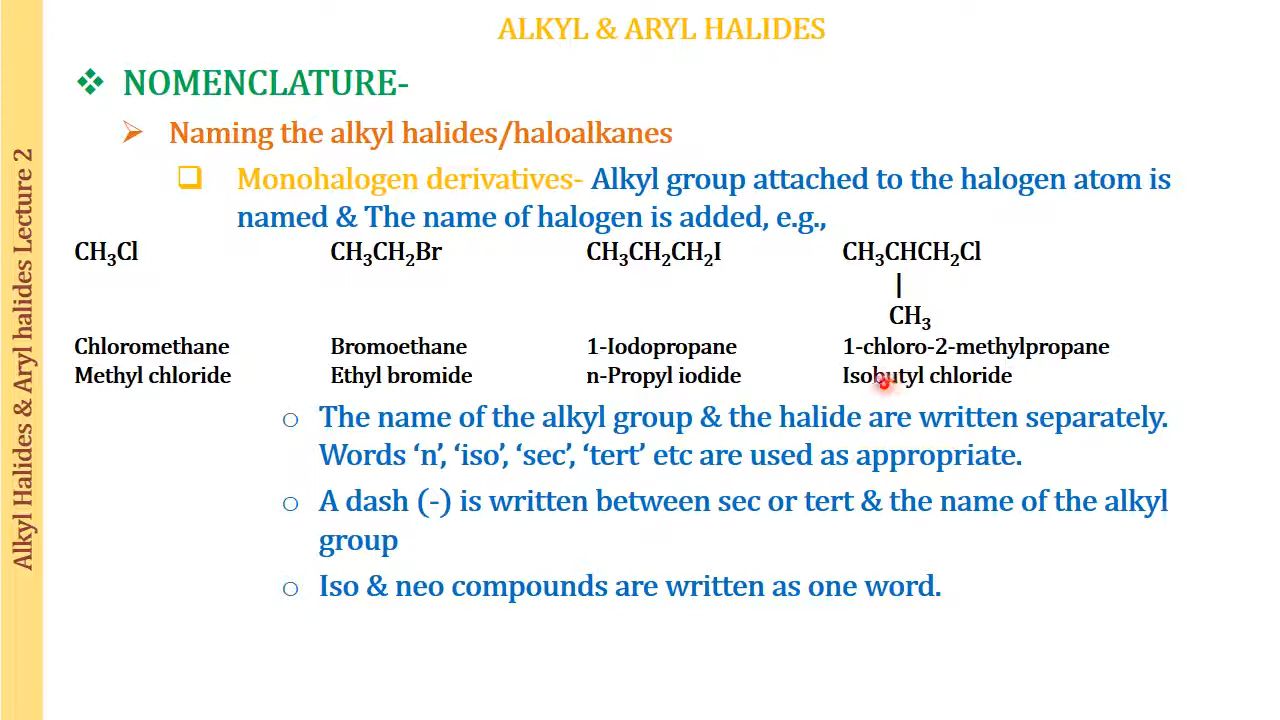 ALKYL & ARYL HALIDES
❖ NOMENCLATURE-
➢ Naming the alkyl halides/haloalkanes
❑ Monohalogen derivatives- Alkyl group attached to the halogen atom is
named & The name of halogen is added, e.g.,
CH₃Cl CH₃CH₂Br CH₃CH₂CH₂I CH₃CHCH₂Cl
|
CH₃
Chloromethane Bromoethane 1-Iodopropane 1-chloro-2-methylpropane
Methyl chloride Ethyl bromide n-Propyl iodide Isobutyl chloride
o The name of the alkyl group & the halide are written separately.
Words ‘n’, ‘iso’, ‘sec’, ‘tert’ etc are used as appropriate.
o A dash (-) is written between sec or tert & the name of the alkyl
group
o Iso & neo compounds are written as one word.
Alkyl Halides & Aryl halides Lecture 2